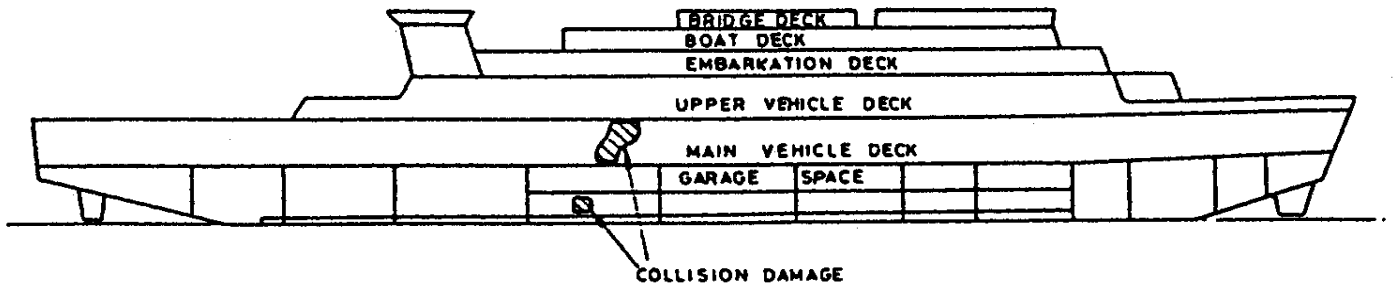 BRIDGE DECK
BOAT DECK
EMBARKATION DECK
UPPER VEHICLE DECK
MAIN VEHICLE DECK
GARAGE SPACE
COLLISION DAMAGE